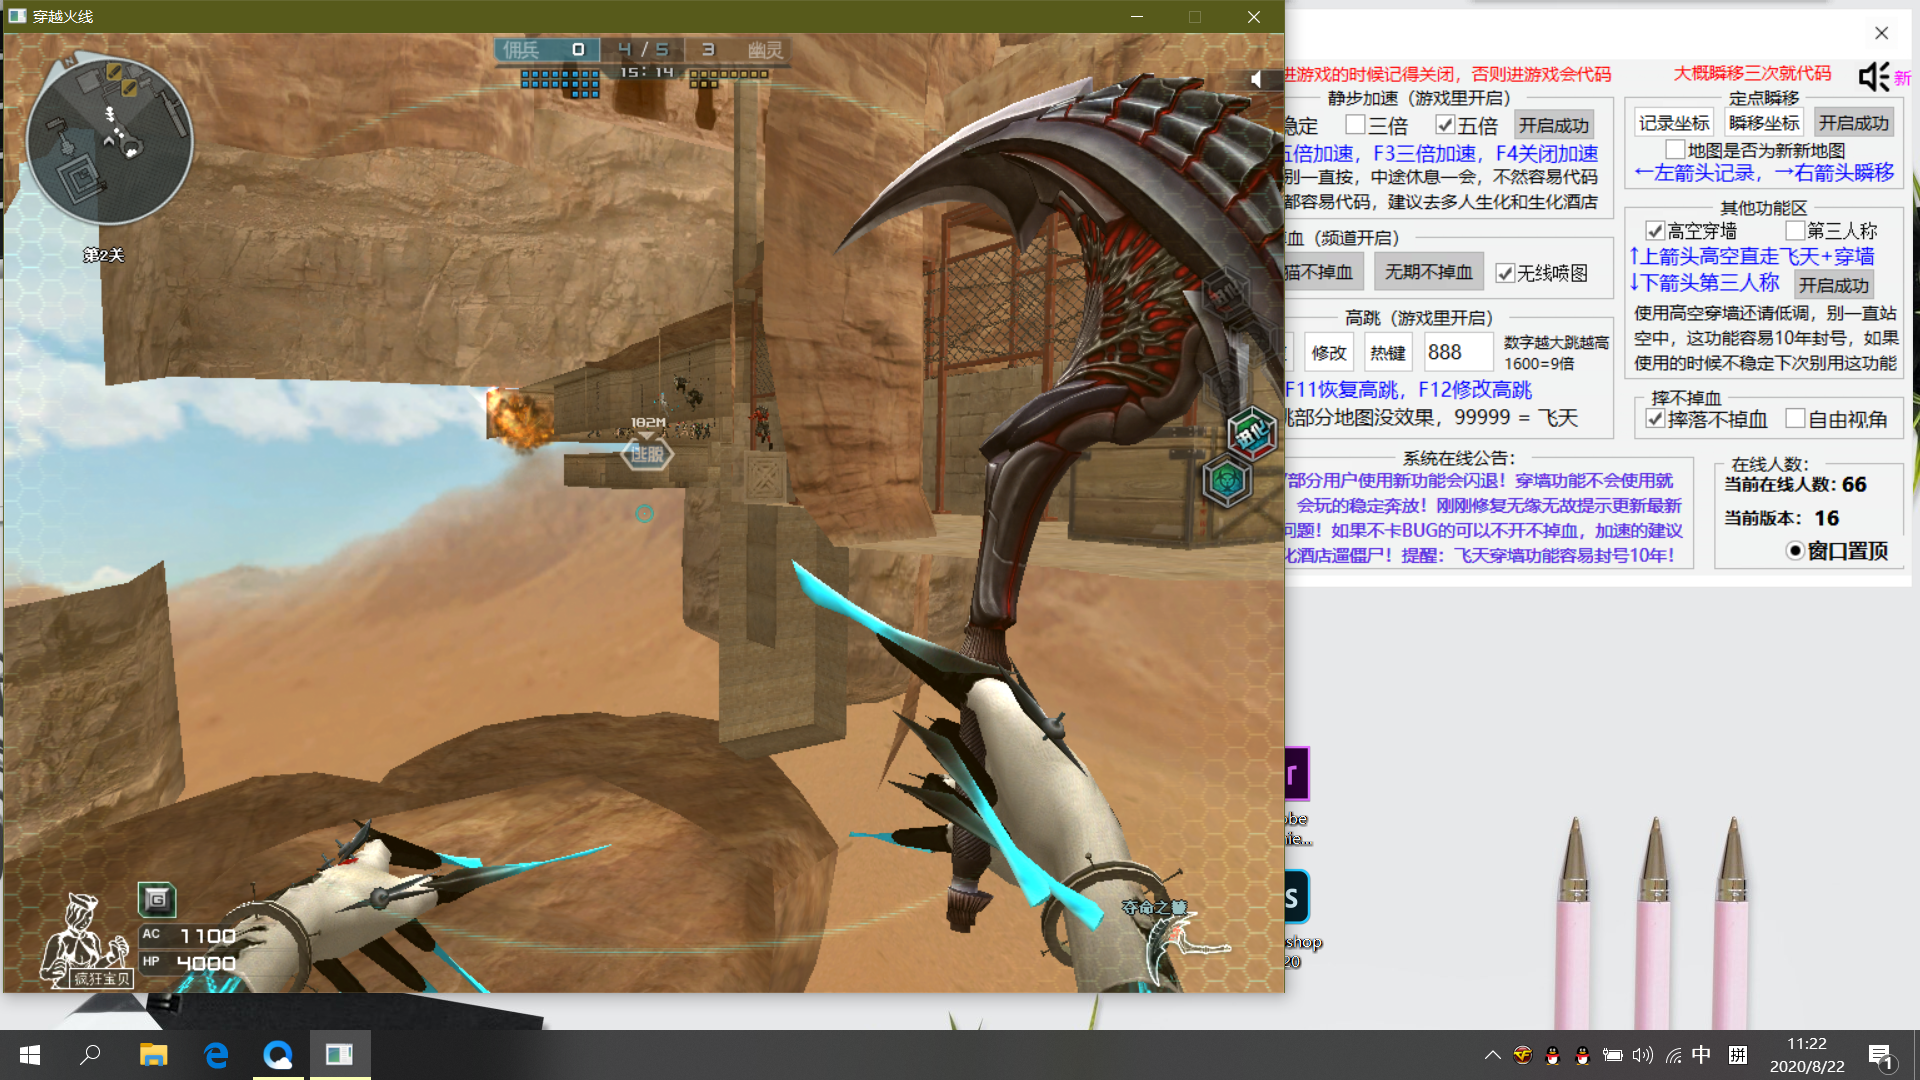 穿越火线
佣兵 0 4 / 5 3 幽灵
15:14
N
第2关
182M
逃脱
进化
夺命之镰
G
AC 1100
HP 4000
疯狂宝贝
进游戏的时候记得关闭，否则进游戏会代码
大概瞬移三次就代码
新
静步加速（游戏里开启）
稳定 三倍 五倍 开启成功
五倍加速，F3三倍加速，F4关闭加速
别一直按，中途休息一会，不然容易代码
都容易代码，建议去多人生化和生化酒店
定点瞬移
记录坐标 瞬移坐标 开启成功
地图是否为新新地图
←左箭头记录，→右箭头瞬移
血（频道开启）
猫不掉血 无期不掉血 无线喷图
其他功能区
高空穿墙 第三人称
↑上箭头高空直走飞天+穿墙
↓下箭头第三人称 开启成功
使用高空穿墙还请低调，别一直站
空中，这功能容易10年封号，如果
使用的时候不稳定下次别用这功能
高跳（游戏里开启）
修改 热键 888 数字越大跳越高
1600=9倍
F11恢复高跳，F12修改高跳
跳部分地图没效果，99999 = 飞天
摔不掉血
摔落不掉血 自由视角
系统在线公告：
部分用户使用新功能会闪退！穿墙功能不会使用就
会玩的稳定奔放！刚刚修复无缘无故提示更新最新
问题！如果不卡BUG的可以不开不掉血，加速的建议
化酒店遛僵尸！提醒：飞天穿墙功能容易封号10年！
在线人数：
当前在线人数：66
当前版本：16
窗口置顶
r
obe
nie...
s
shop
20
中 拼
11:22
2020/8/22
1